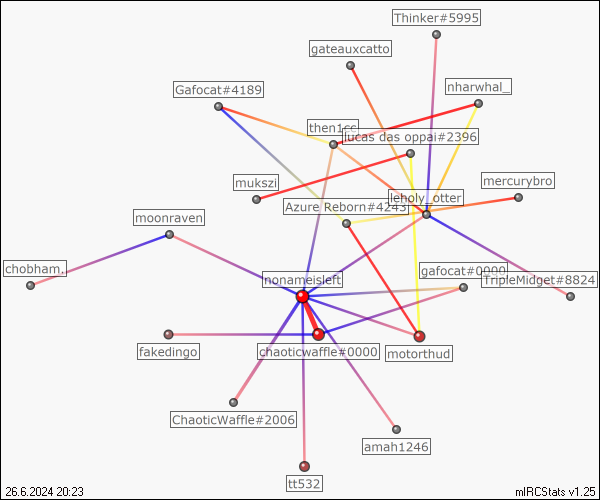 Thinker#5995
gateauxcatto
nharwhal_
Gafocat#4189
then1cc
lucas das oppai#2396
mukszi
mercurybro
leholy_otter
Azure Reborn#4243
moonraven
chobham.
nonameisleft
gafocat#0000
TripleMidget#8824
fakedingo
chaoticwaffle#0000
motorthud
ChaoticWaffle#2006
amah1246
tt532
26.6.2024 20:23
mIRCStats v1.25